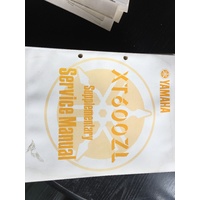 YAMAHA
XT600ZL
Supplementary
Service Manual